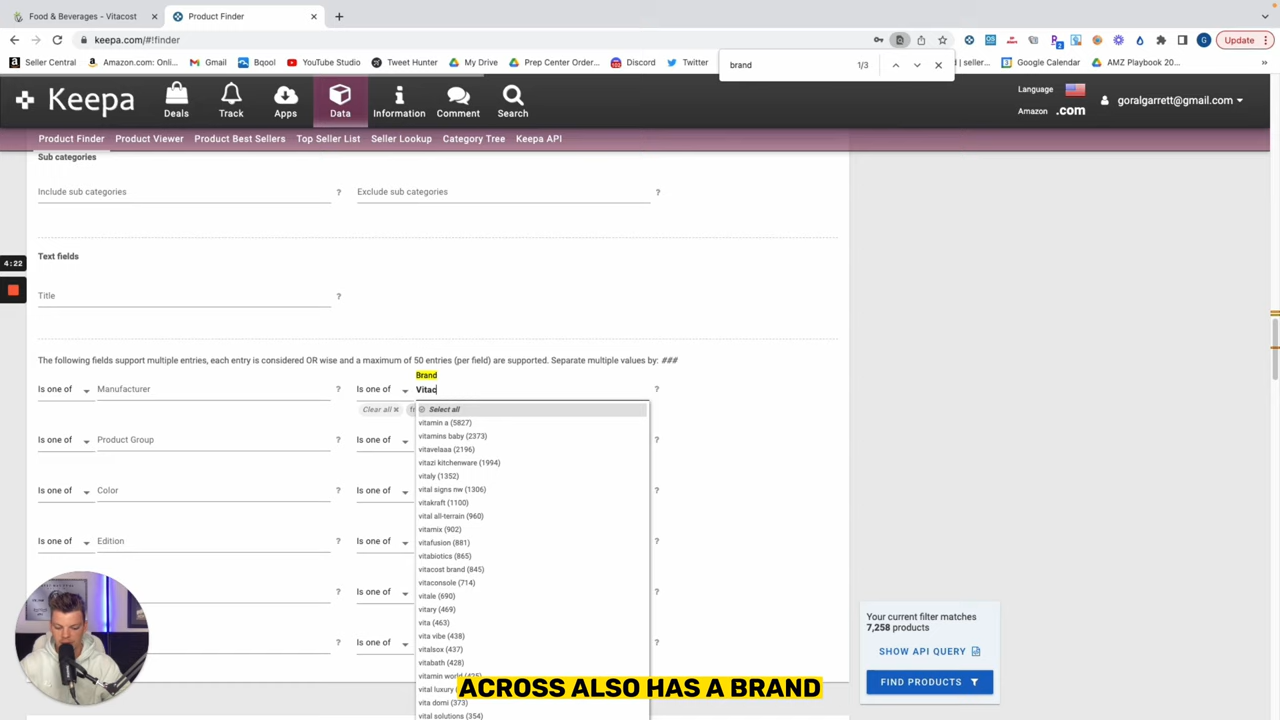 Food & Beverages - Vitacost
Product Finder
keepa.com/#!finder
Update
Seller Central
Amazon.com: Onli...
Gmail
Bqool
YouTube Studio
Tweet Hunter
My Drive
Prep Center Order...
Discord
Twitter
brand
1/3
| seller...
Google Calendar
AMZ Playbook 20...
Keepa
Deals
Track
Apps
Data
Information
Comment
Search
Language
Amazon .com
goralgarrett@gmail.com
Product Finder
Product Viewer
Product Best Sellers
Top Seller List
Seller Lookup
Category Tree
Keepa API
Sub categories
Include sub categories ?
Exclude sub categories ?
Text fields
4:22
Title ?
The following fields support multiple entries, each entry is considered OR wise and a maximum of 50 entries (per field) are supported. Separate multiple values by: ###
Brand
Is one of Manufacturer ?
Is one of Vitac ?
Clear all ×
Select all
vitamin a (5827)
vitamins baby (2373)
Is one of Product Group ?
Is one of ?
vitavelaaa (2196)
vitazi kitchenware (1994)
vitaly (1352)
vital signs nw (1306)
Is one of Color ?
Is one of ?
vitakraft (1100)
vital all-terrain (960)
vitamix (902)
vitafusion (881)
Is one of Edition ?
Is one of ?
vitabiotics (865)
vitacost brand (845)
vitaconsole (714)
vitale (690)
?
Is one of ?
vitary (469)
vita (463)
vita vibe (438)
vitalsox (437)
?
Is one of ?
vitabath (428)
vitamin world
vital luxury
vita domi (373)
vital solutions (354)
Your current filter matches
7,258 products
SHOW API QUERY
FIND PRODUCTS
ACROSS ALSO HAS A BRAND